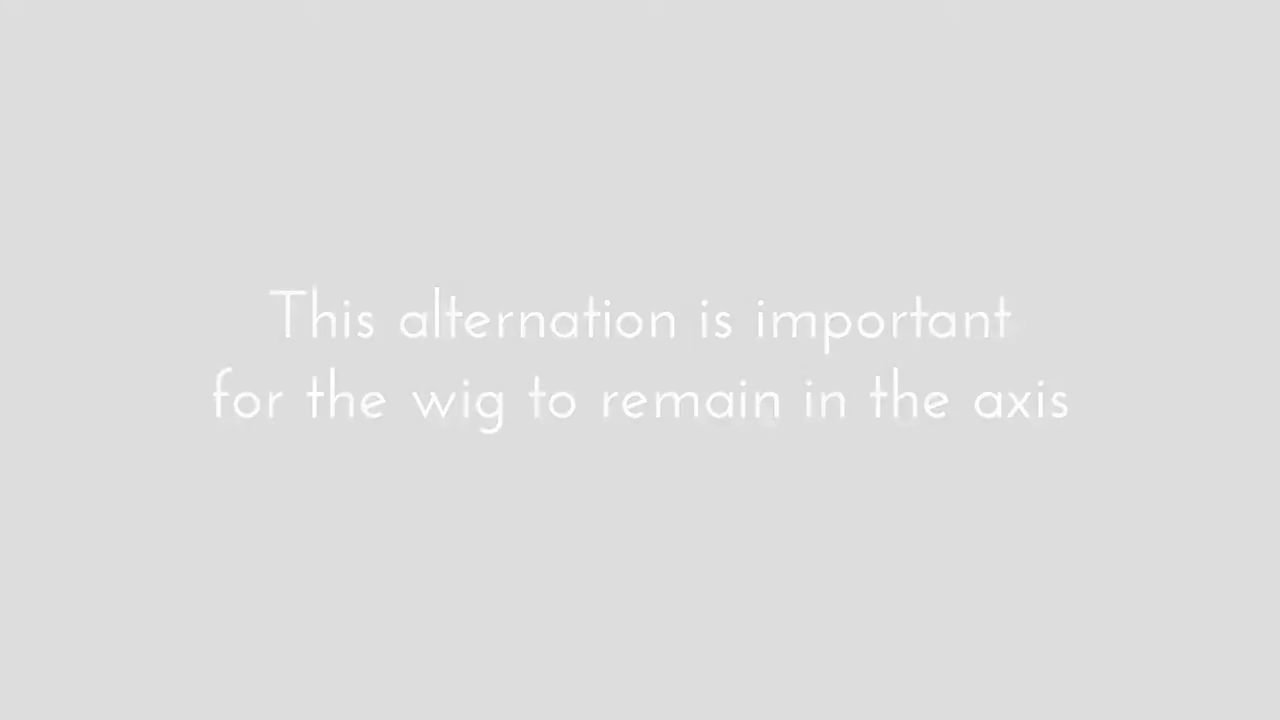 This alternation is important
for the wig to remain in the axis